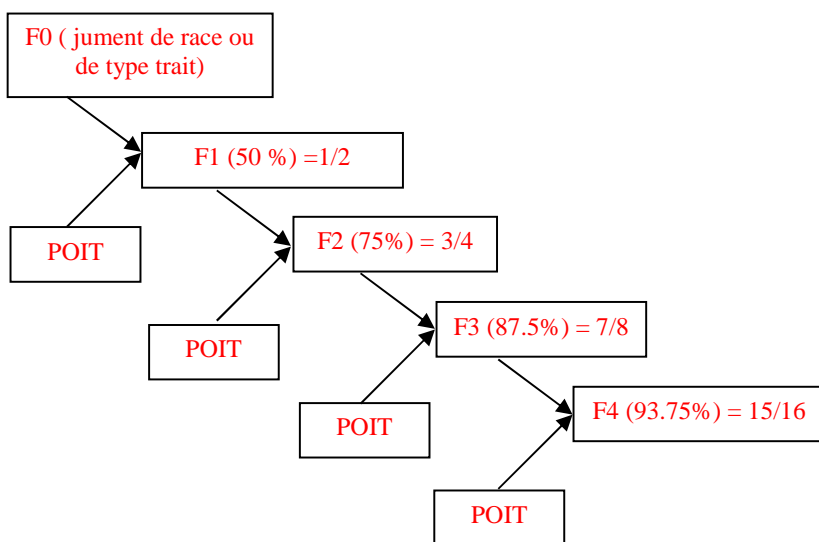 F0 ( jument de race ou
de type trait)
F1 (50 %) =1/2
POIT
F2 (75%) = 3/4
POIT
F3 (87.5%) = 7/8
POIT
F4 (93.75%) = 15/16
POIT